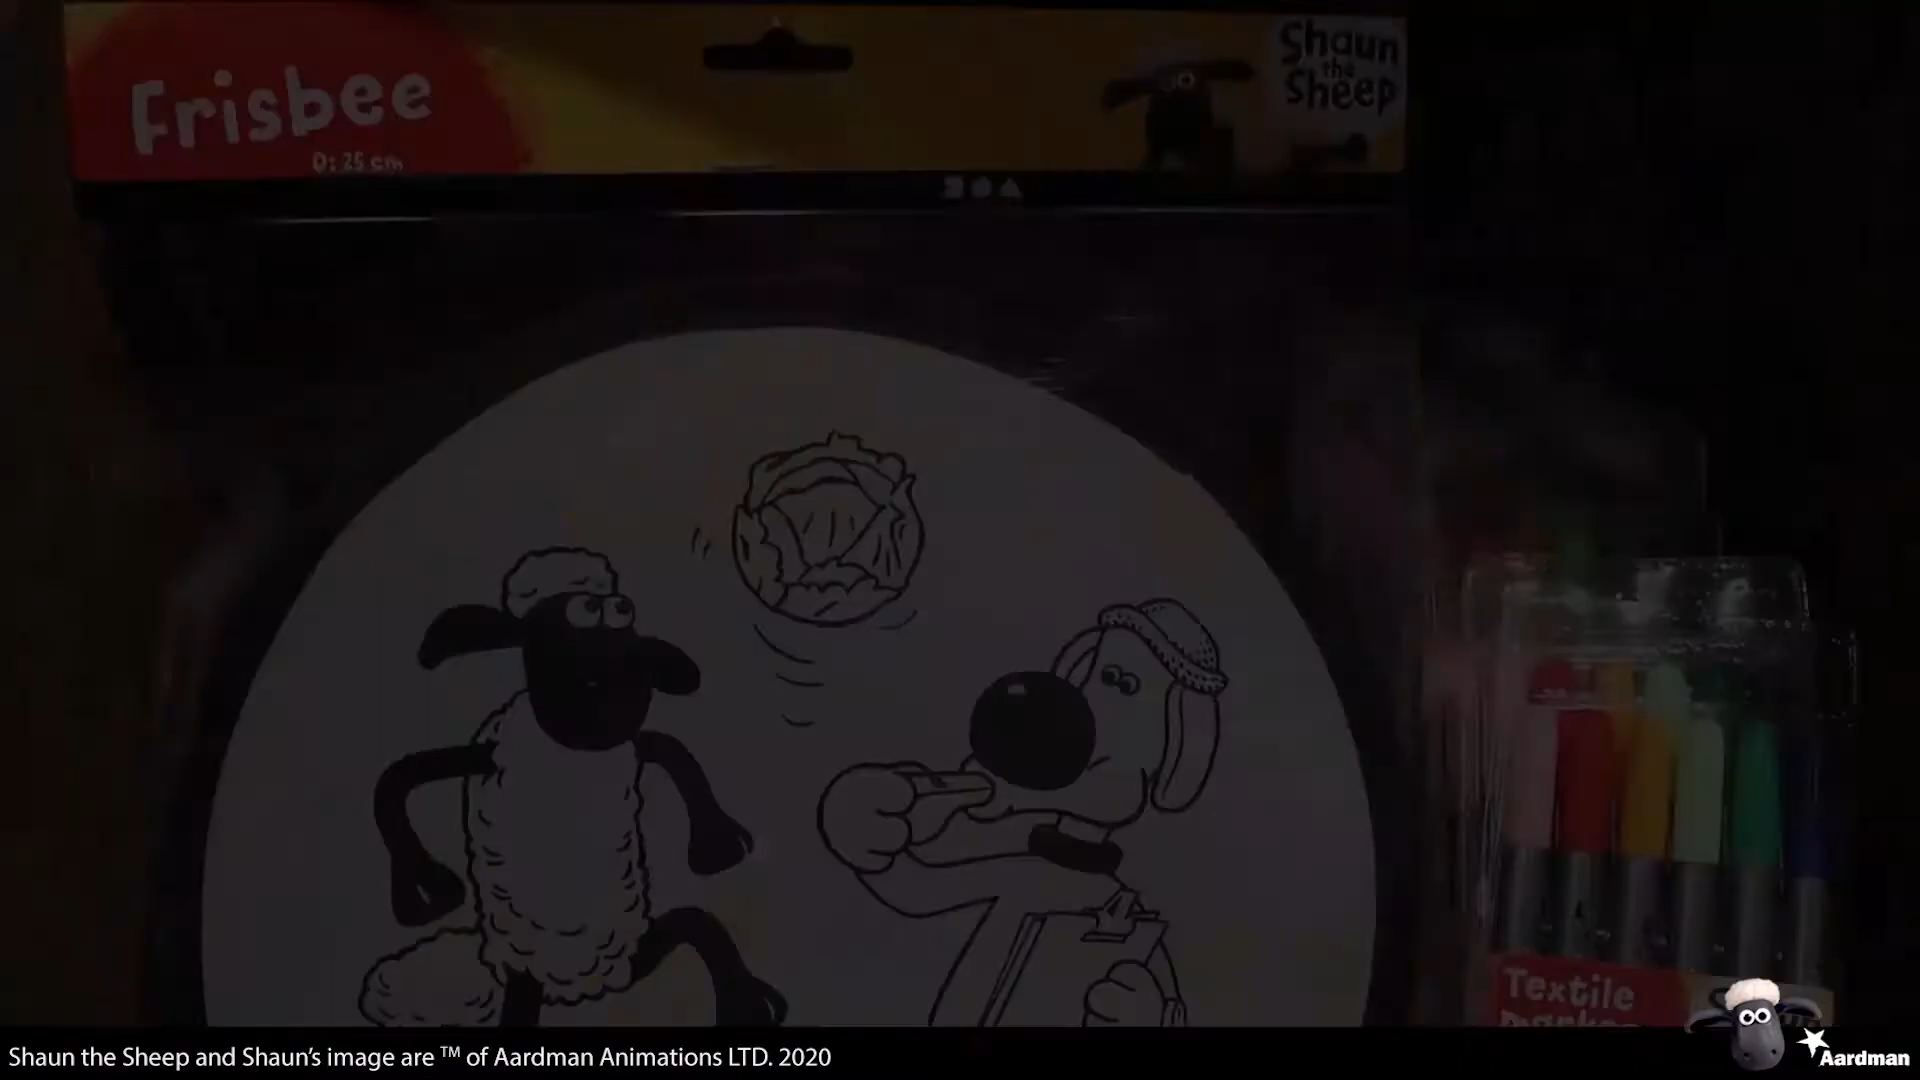 Frisbee
D: 25 cm
Shaun
the
Sheep
Textile
marker
Shaun the Sheep and Shaun's image are ™ of Aardman Animations LTD. 2020
Aardman